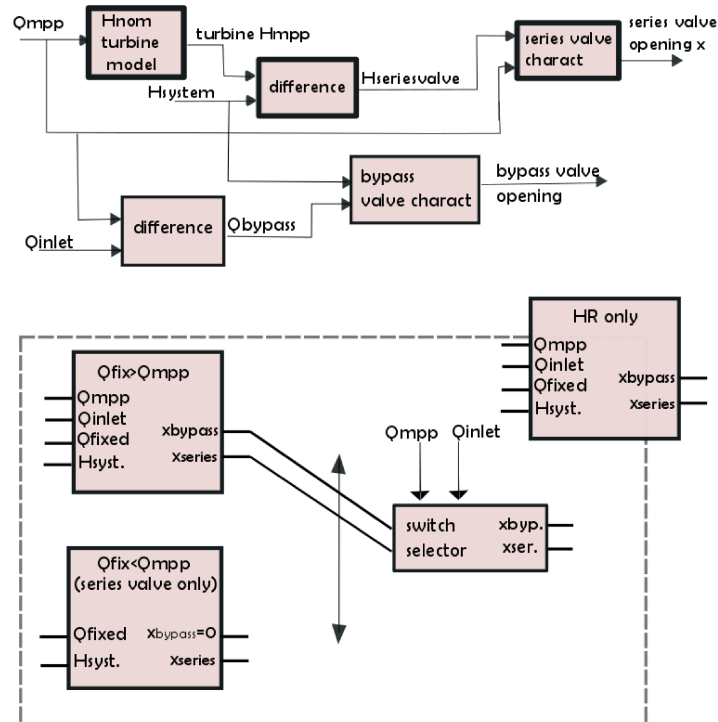 Qmpp
Hnom
turbine
model
turbine Hmpp
Hsystem
difference
Hseriesvalve
series valve
charact
series valve
opening x
bypass
valve charact
bypass valve
opening
difference
Qbypass
Qinlet
HR only
Qmpp
Qinlet
Qfixed
Hsyst.
xbypass
xseries
Qfix>Qmpp
Qmpp
Qinlet
Qfixed
Hsyst.
xbypass
xseries
Qmpp Qinlet
switch xbyp.
selector xser.
Qfix<Qmpp
(series valve only)
Qfixed xbypass=0
Hsyst. xseries